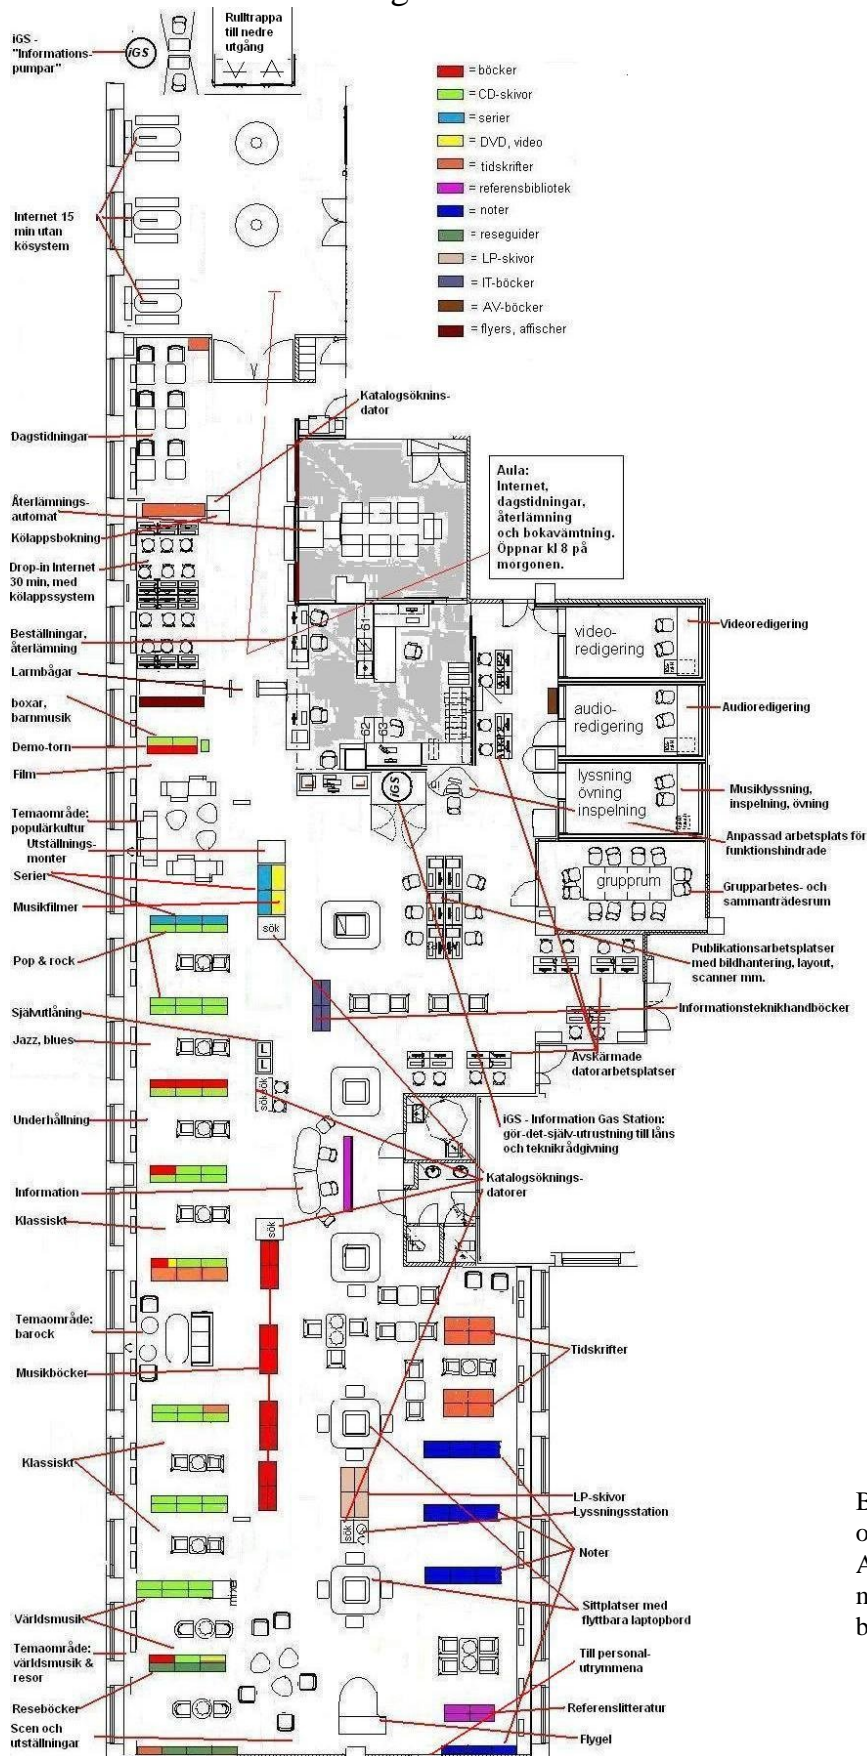 g
iGS -
"Informations-
pumpar"
iGS
Rulltrappa
till nedre
utgång
= böcker
= CD-skivor
= serier
= DVD, video
= tidskrifter
= referensbibliotek
= noter
= reseguider
= LP-skivor
= IT-böcker
= AV-böcker
= flyers, affischer
Internet 15
min utan
kösystem
Katalogsöknins-
dator
Dagstidningar
Aula:
Internet,
dagstidningar,
återlämning
och bokavämtning.
Öppnar kl 8 på
morgonen.
Återlämnings-
automat
Kölappsbokning
Drop-in Internet
30 min, med
kölappssystem
Beställningar,
återlämning
61
62
63
Larmbågar
boxar,
barnmusik
Demo-torn
Film
video-
redigering
Videoredigering
audio-
redigering
Audioredigering
lyssning
övning
inspelning
Musiklyssning,
inspelning, övning
iGS
Anpassad arbetsplats för
funktionshindrade
Temaområde:
populärkultur
Utställnings-
monter
Serier
Musikfilmer
sök
grupprum
Grupparbetes- och
sammanträdesrum
Pop & rock
Publikationsarbetsplatser
med bildhantering, layout,
scanner mm.
Självutlåning
Informationsteknikhandböcker
Jazz, blues
Avskärmade
datorarbetsplatser
sök
sök
Underhållning
iGS - Information Gas Station:
gör-det-själv-utrustning till låns
och teknikrådgivning
Information
Katalogsöknings-
datorer
Klassiskt
sök
Temaområde:
barock
Tidskrifter
Musikböcker
Klassiskt
LP-skivor
Lyssningsstation
sök
Noter
mixer
Världsmusik
Sittplatser med
flyttbara laptopbord
Temaområde:
världsmusik &
resor
Till personal-
utrymmena
Reseböcker
Referenslitteratur
Scen och
utställningar
Flygel
B
o
A
n
b